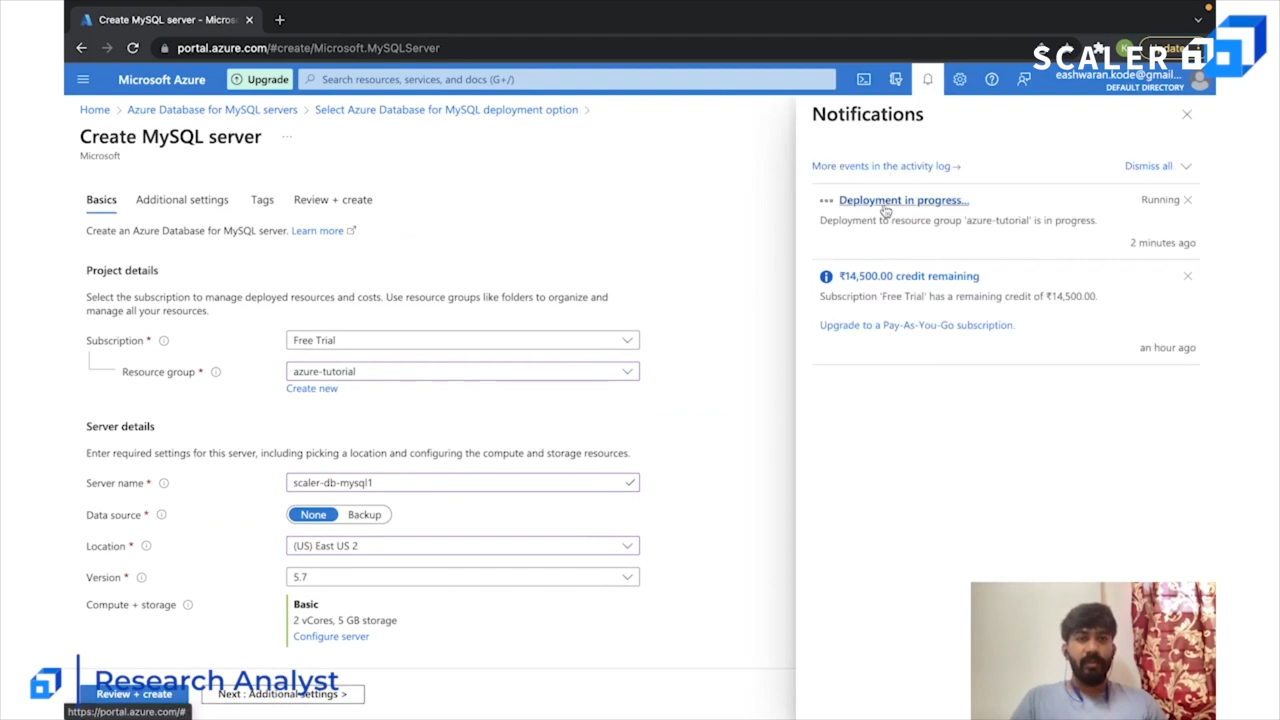 Create MySQL server - Micros
portal.azure.com/#create/Microsoft.MySQLServer
Update
SCALER
Microsoft Azure
Upgrade
Search resources, services, and docs (G+/)
eashwaran.kode@gmail...
DEFAULT DIRECTORY
Home > Azure Database for MySQL servers > Select Azure Database for MySQL deployment option >
Create MySQL server ...
Microsoft
Basics Additional settings Tags Review + create
Create an Azure Database for MySQL server. Learn more
Project details
Select the subscription to manage deployed resources and costs. Use resource groups like folders to organize and
manage all your resources.
Subscription * Free Trial
Resource group * azure-tutorial
Create new
Server details
Enter required settings for this server, including picking a location and configuring the compute and storage resources.
Server name * scaler-db-mysql1
Data source * None Backup
Location * (US) East US 2
Version * 5.7
Compute + storage Basic
2 vCores, 5 GB storage
Configure server
Review + create Next : Additional settings >
https://portal.azure.com/#
Research Analyst
Notifications
More events in the activity log →
Dismiss all
Deployment in progress...
Running
Deployment to resource group 'azure-tutorial' is in progress.
2 minutes ago
₹14,500.00 credit remaining
Subscription 'Free Trial' has a remaining credit of ₹14,500.00.
Upgrade to a Pay-As-You-Go subscription.
an hour ago